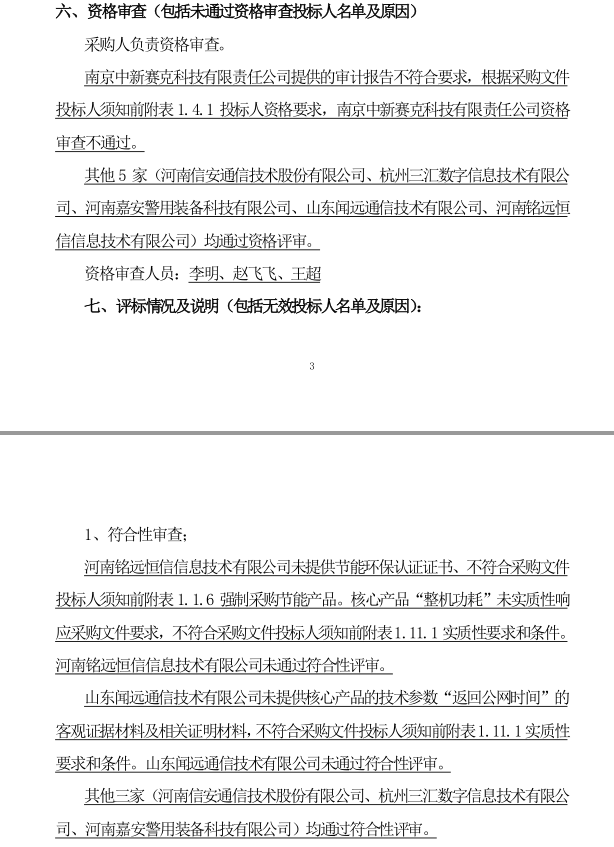 六、资格审查（包括未通过资格审查投标人名单及原因）
采购人负责资格审查。
南京中新赛克科技有限责任公司提供的审计报告不符合要求，根据采购文件
投标人须知前附表 1.4.1 投标人资格要求，南京中新赛克科技有限责任公司资格
审查不通过。
其他 5 家（河南信安通信技术股份有限公司、杭州三汇数字信息技术有限公
司、河南嘉安警用装备科技有限公司、山东闻远通信技术有限公司、河南铭远恒
信信息技术有限公司）均通过资格评审。
资格审查人员：李明、赵飞飞、王超
七、评标情况及说明（包括无效投标人名单及原因）：
3
1、符合性审查；
河南铭远恒信信息技术有限公司未提供节能环保认证证书、不符合采购文件
投标人须知前附表 1.1.6 强制采购节能产品。核心产品“整机功耗”未实质性响
应采购文件要求，不符合采购文件投标人须知前附表 1.11.1 实质性要求和条件。
河南铭远恒信信息技术有限公司未通过符合性评审。
山东闻远通信技术有限公司未提供核心产品的技术参数“返回公网时间”的
客观证据材料及相关证明材料，不符合采购文件投标人须知前附表 1.11.1 实质性
要求和条件。山东闻远通信技术有限公司未通过符合性评审。
其他三家（河南信安通信技术股份有限公司、杭州三汇数字信息技术有限公
司、河南嘉安警用装备科技有限公司）均通过符合性评审。